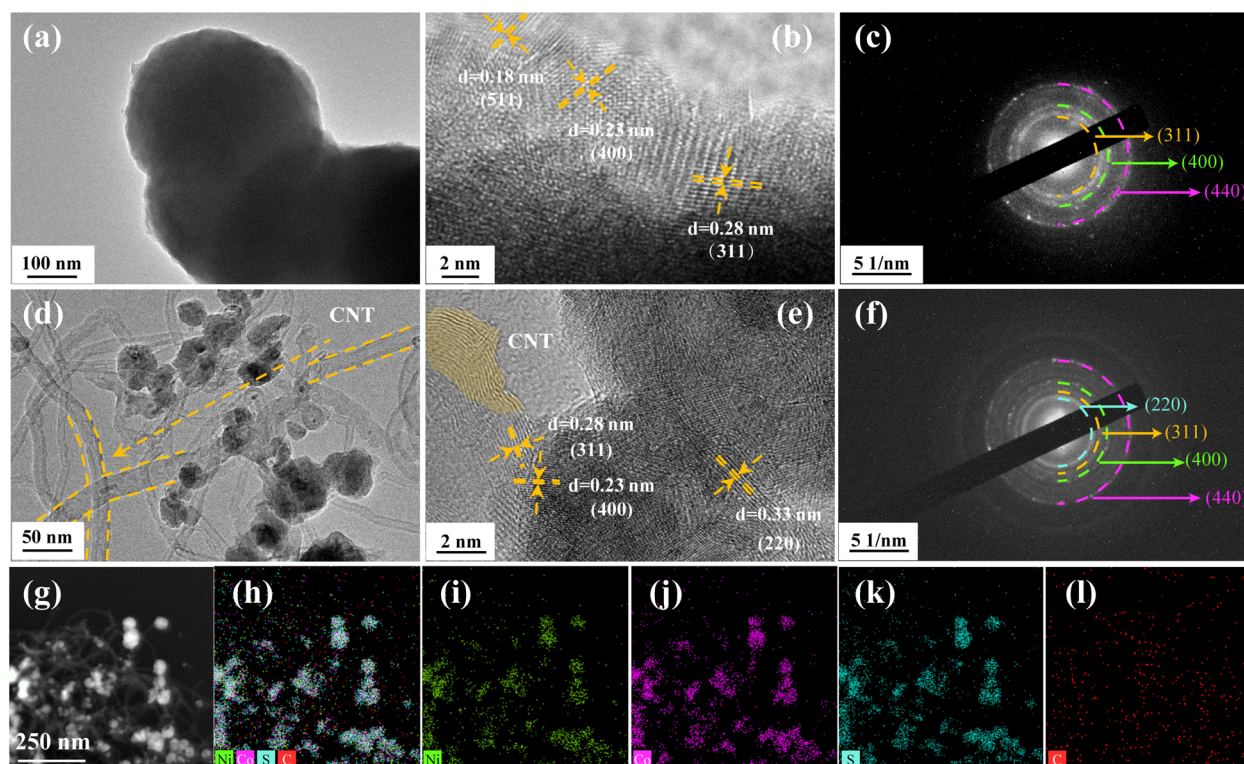 (a)
100 nm
(b)
d=0.18 nm
(511)
d=0.23 nm
(400)
d=0.28 nm
(311)
2 nm
(c)
(311)
(400)
(440)
5 1/nm
(d)
CNT
50 nm
(e)
CNT
d=0.28 nm
(311)
d=0.23 nm
(400)
d=0.33 nm
(220)
2 nm
(f)
(220)
(311)
(400)
(440)
5 1/nm
(g)
250 nm
(h)
Ni Co S C
(i)
Ni
(j)
Co
(k)
S
(l)
C